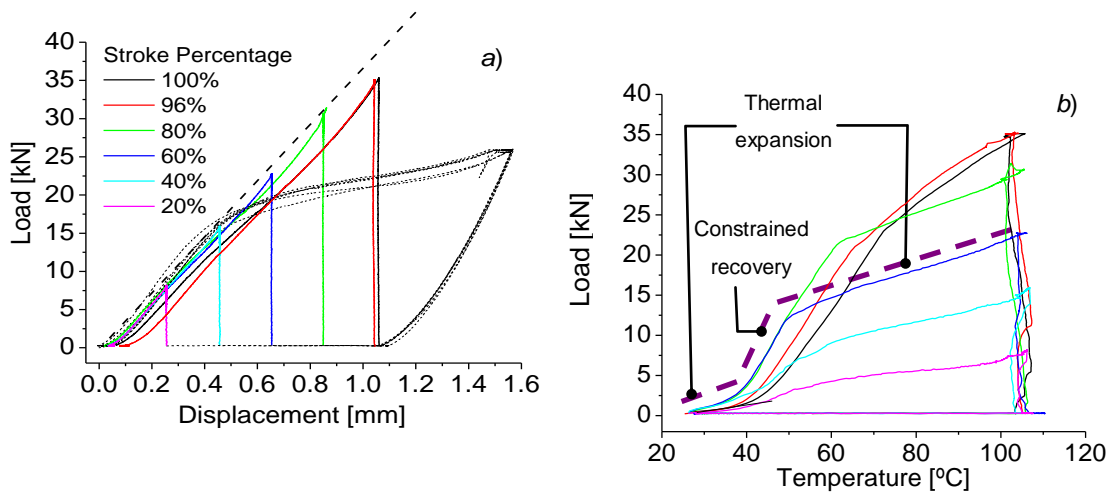 a)
Stroke Percentage
100%
96%
80%
60%
40%
20%
Load [kN]
40
35
30
25
20
15
10
5
0
0.0 0.2 0.4 0.6 0.8 1.0 1.2 1.4 1.6
Displacement [mm]
b)
Thermal
expansion
Constrained
recovery
Load [kN]
40
35
30
25
20
15
10
5
0
20 40 60 80 100 120
Temperature [ºC]